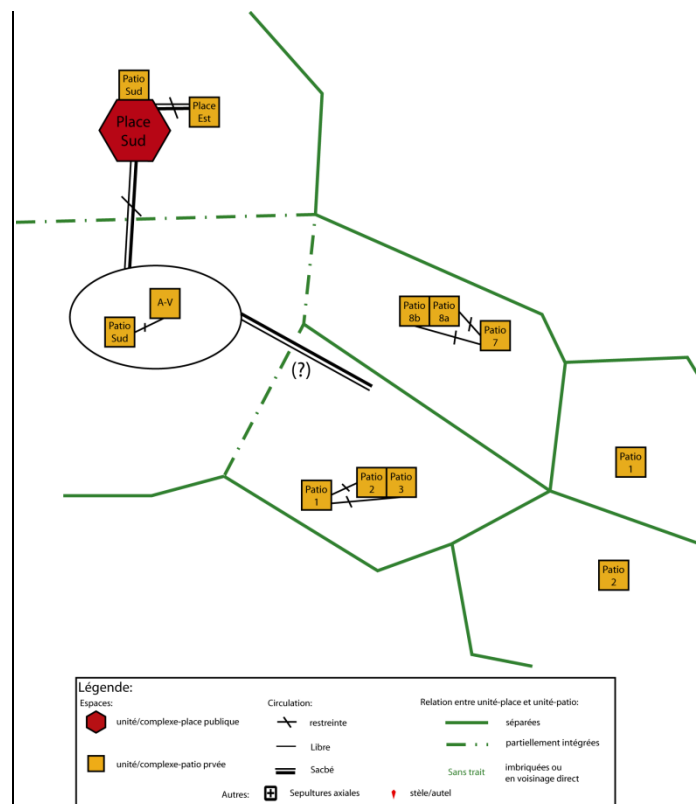 Patio
Sud
Place
Est
Place
Sud
A-V
Patio
Sud
(?)
Patio
8b
Patio
8a
Patio
7
Patio
1
Patio
2
Patio
3
Patio
1
Patio
2
Légende:
Espaces:
unité/complexe-place publique
unité/complexe-patio prvée
Circulation:
restreinte
Libre
Sacbé
Relation entre unité-place et unité-patio:
séparées
partiellement intégrées
Sans trait
imbriquées ou
en voisinage direct
Autres:
Sepultures axiales
stèle/autel